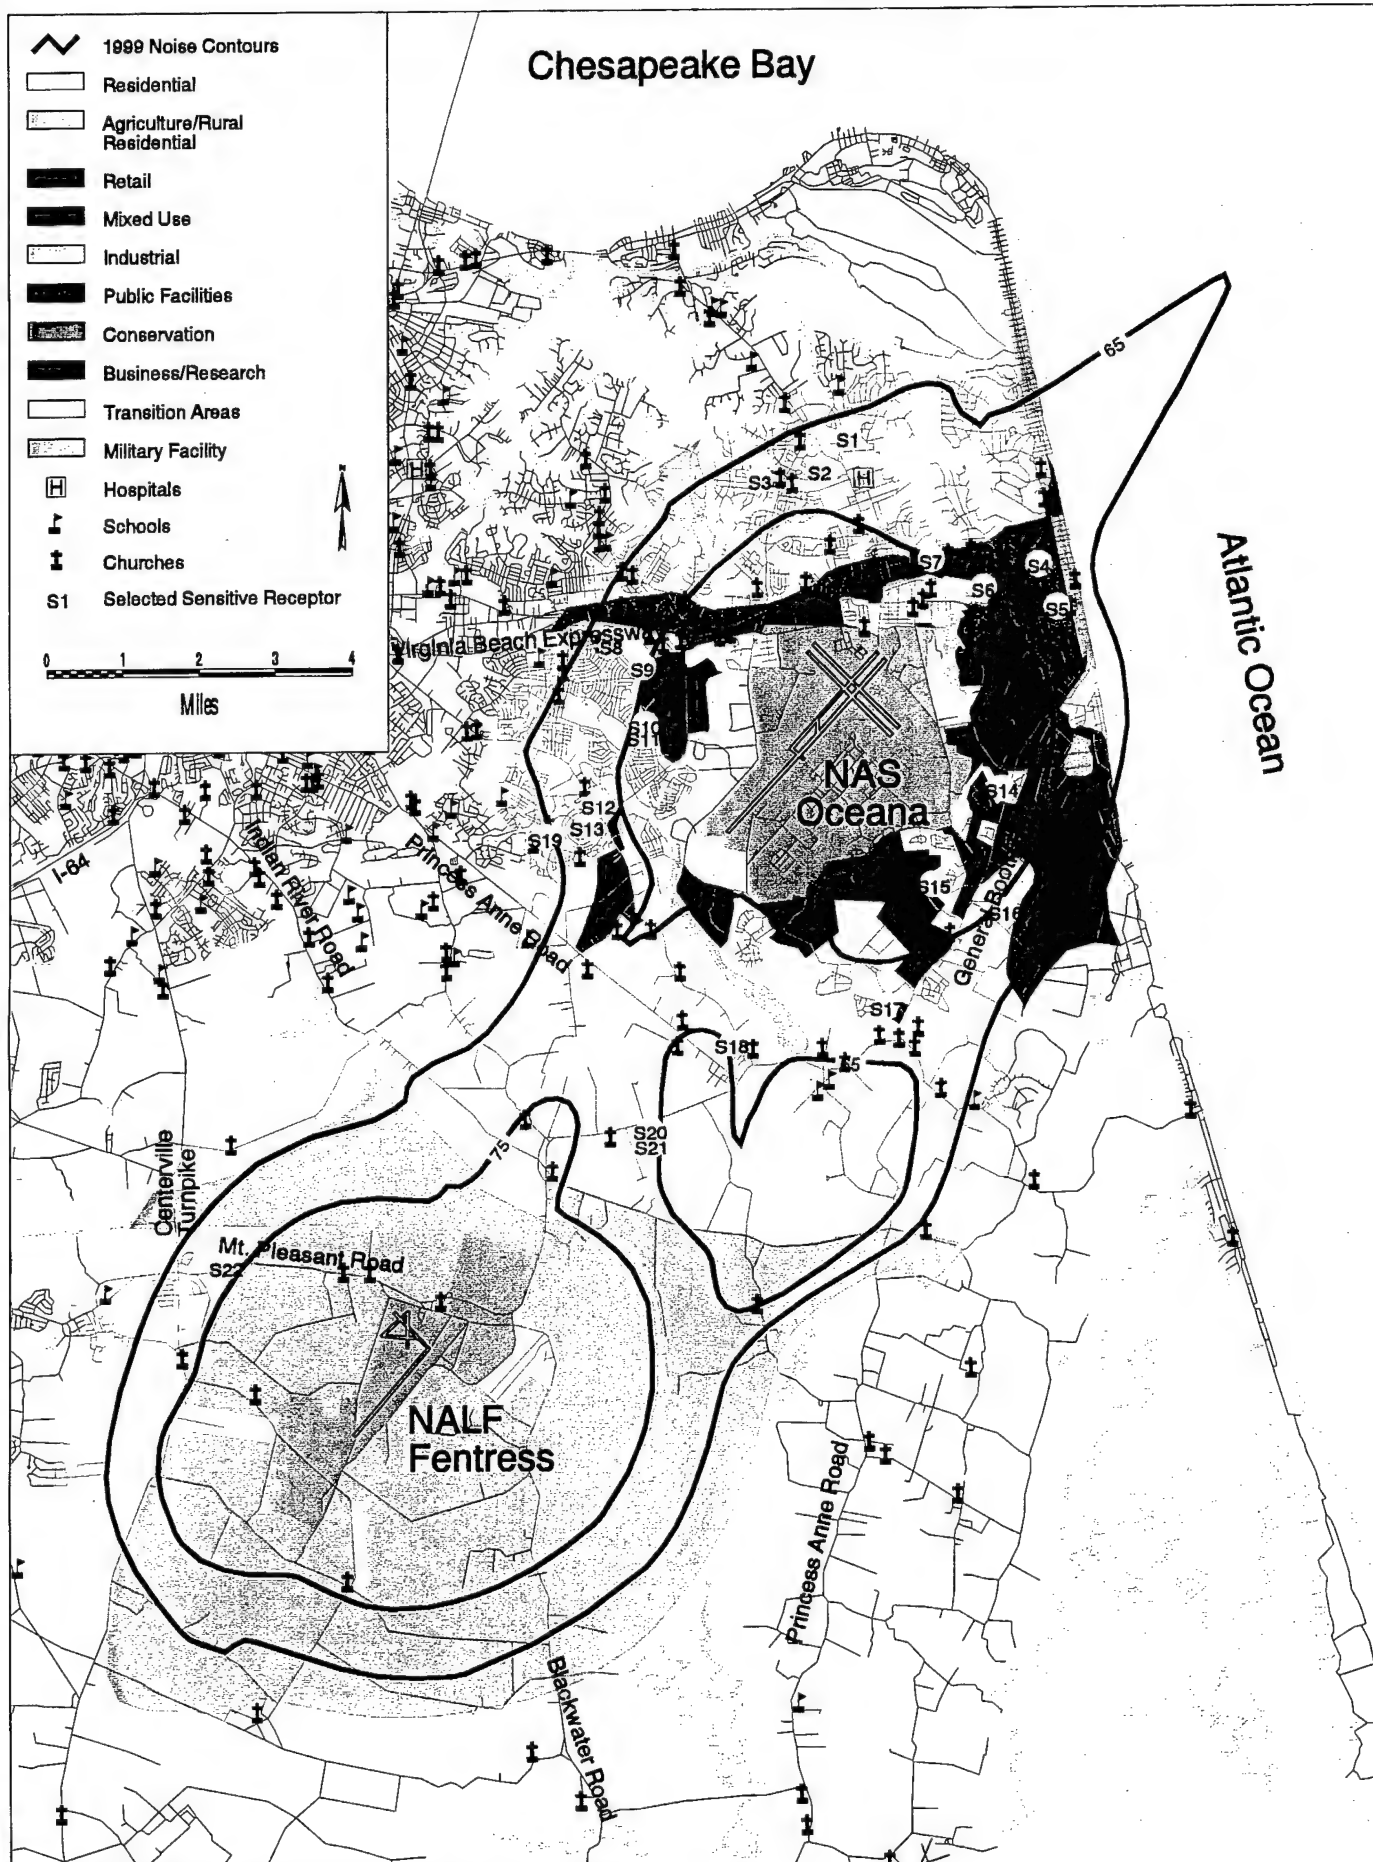 1999 Noise Contours
Residential
Agriculture/Rural
Residential
Retail
Mixed Use
Industrial
Public Facilities
Conservation
Business/Research
Transition Areas
Military Facility
N
H Hospitals
Schools
Churches
S1 Selected Sensitive Receptor
0 1 2 3 4
Miles
Chesapeake Bay
65
S1
S2
H
S3
H
Atlantic Ocean
S7
S4
S6
S5
Virginia Beach Expressway
S8
S9
S10
S11
NAS
Oceana
S14
S12
S13
S19
I-64
Indian River Road
Princess Anne Road
S15
S16
General Booth
S17
S18
75
S20
S21
Centerville
Turnpike
Mt. Pleasant Road
S22
NALF
Fentress
Princess Anne Road
Blackwater Road